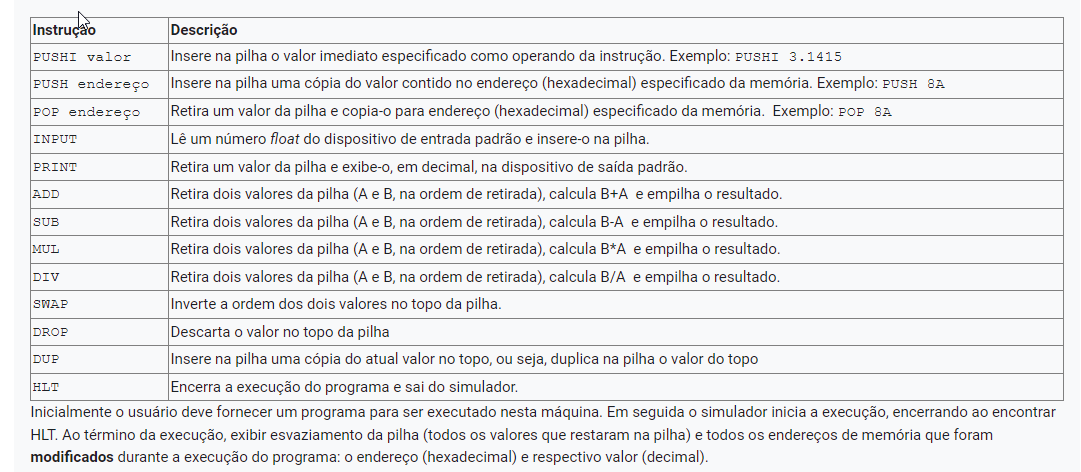 Instrução Descrição
PUSHI valor Insere na pilha o valor imediato especificado como operando da instrução. Exemplo: PUSHI 3.1415
PUSH endereço Insere na pilha uma cópia do valor contido no endereço (hexadecimal) especificado da memória. Exemplo: PUSH 8A
POP endereço Retira um valor da pilha e copia-o para endereço (hexadecimal) especificado da memória. Exemplo: POP 8A
INPUT Lê um número float do dispositivo de entrada padrão e insere-o na pilha.
PRINT Retira um valor da pilha e exibe-o, em decimal, na dispositivo de saída padrão.
ADD Retira dois valores da pilha (A e B, na ordem de retirada), calcula B+A e empilha o resultado.
SUB Retira dois valores da pilha (A e B, na ordem de retirada), calcula B-A e empilha o resultado.
MUL Retira dois valores da pilha (A e B, na ordem de retirada), calcula B*A e empilha o resultado.
DIV Retira dois valores da pilha (A e B, na ordem de retirada), calcula B/A e empilha o resultado.
SWAP Inverte a ordem dos dois valores no topo da pilha.
DROP Descarta o valor no topo da pilha
DUP Insere na pilha uma cópia do atual valor no topo, ou seja, duplica na pilha o valor do topo
HLT Encerra a execução do programa e sai do simulador.
Inicialmente o usuário deve fornecer um programa para ser executado nesta máquina. Em seguida o simulador inicia a execução, encerrando ao encontrar
HLT. Ao término da execução, exibir esvaziamento da pilha (todos os valores que restaram na pilha) e todos os endereços de memória que foram
modificados durante a execução do programa: o endereço (hexadecimal) e respectivo valor (decimal).